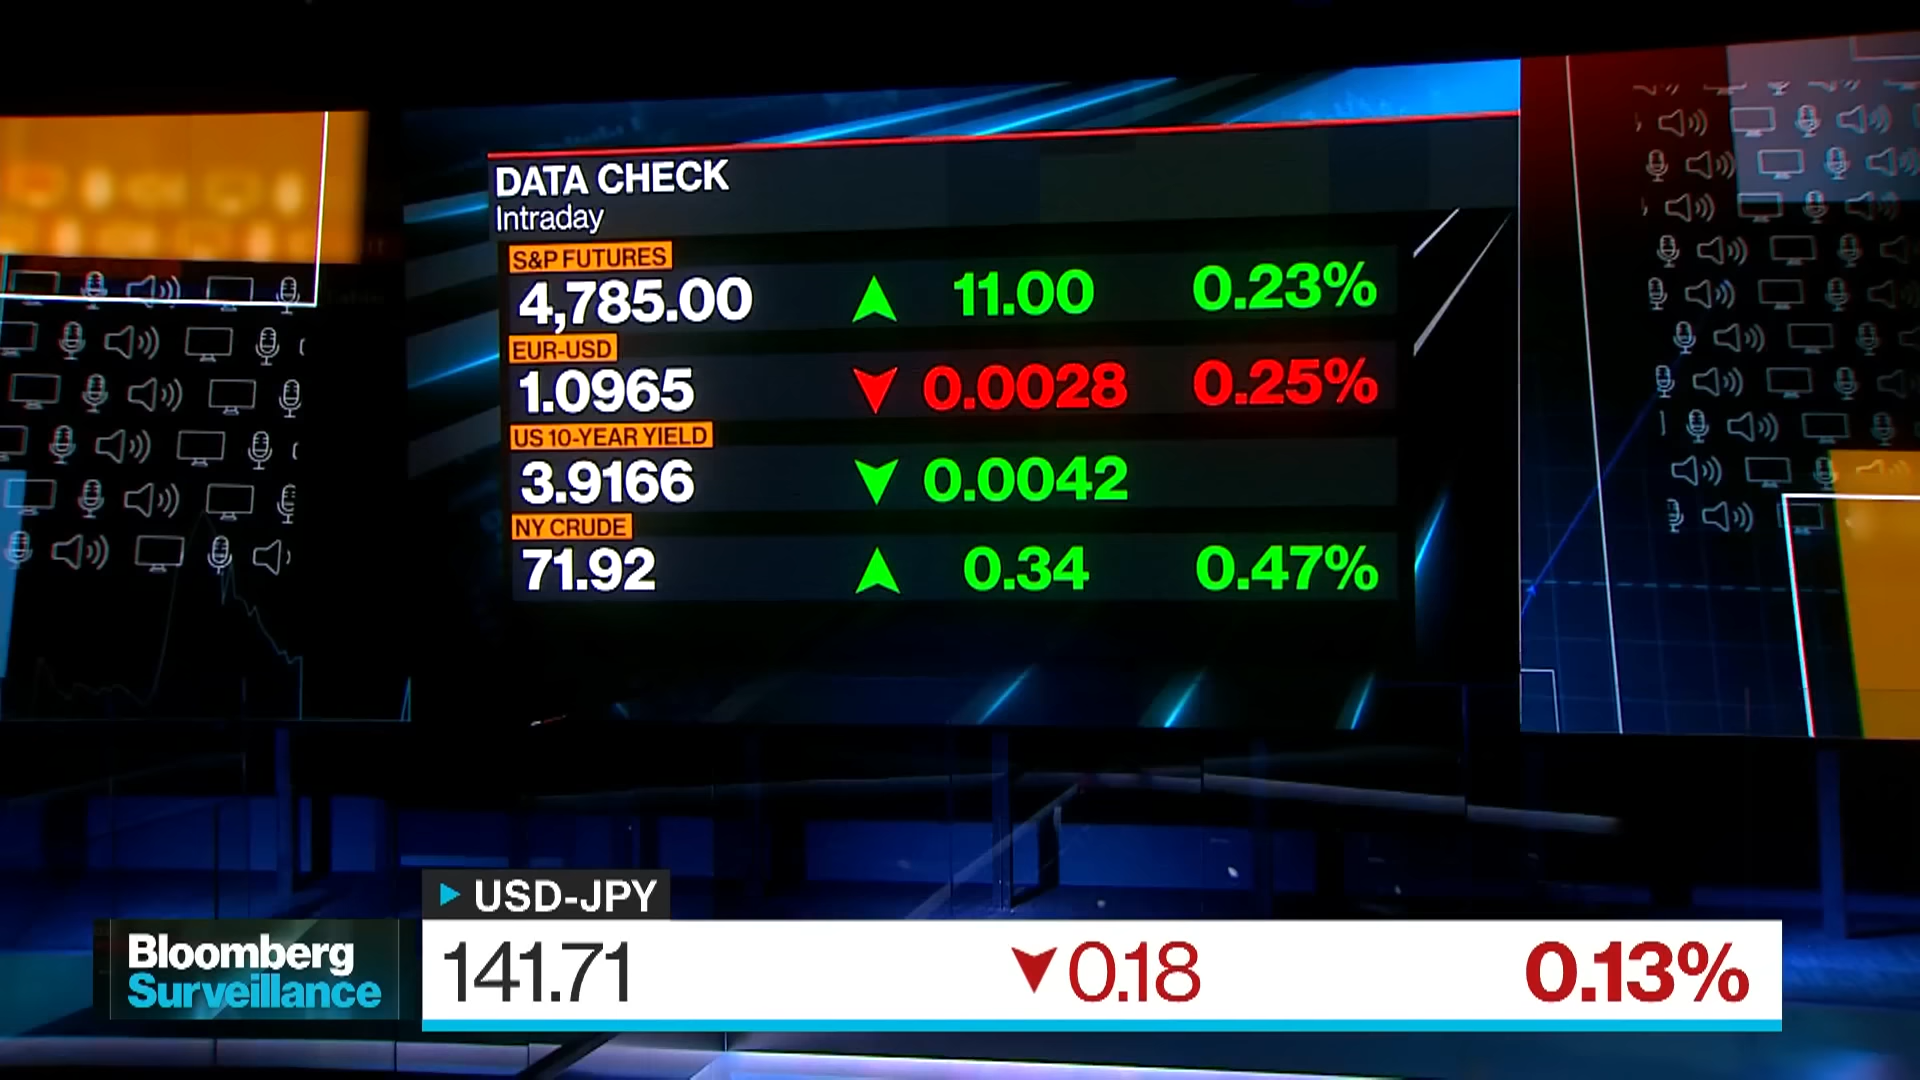 DATA CHECK
Intraday
S&P FUTURES
4,785.00 ▲ 11.00 0.23%
EUR-USD
1.0965 ▼ 0.0028 0.25%
US 10-YEAR YIELD
3.9166 ▼ 0.0042
NY CRUDE
71.92 ▲ 0.34 0.47%
USD-JPY
141.71 ▼ 0.18 0.13%
Bloomberg
Surveillance